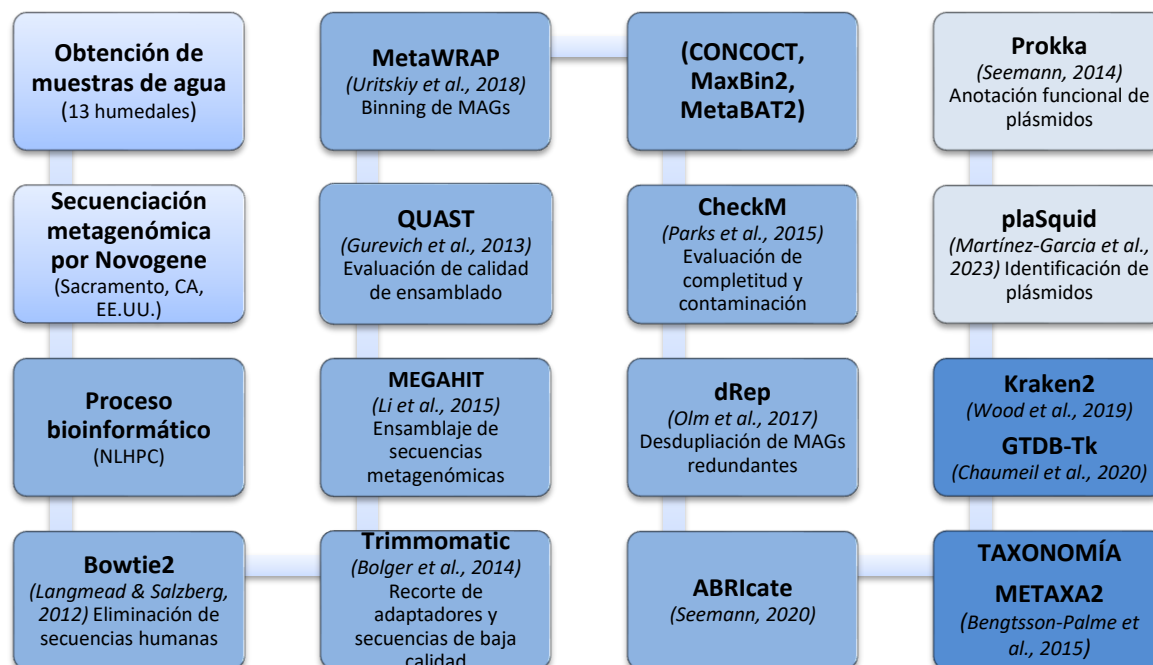 Obtención de
muestras de agua
(13 humedales)
Secuenciación
metagenómica
por Novogene
(Sacramento, CA,
EE.UU.)
Proceso
bioinformático
(NLHPC)
Bowtie2
(Langmead & Salzberg,
2012) Eliminación de
secuencias humanas
Trimmomatic
(Bolger et al., 2014)
Recorte de
adaptadores y
secuencias de baja
calidad
MEGAHIT
(Li et al., 2015)
Ensamblaje de
secuencias
metagenómicas
QUAST
(Gurevich et al., 2013)
Evaluación de calidad
de ensamblado
MetaWRAP
(Uritskiy et al., 2018)
Binning de MAGs
(CONCOCT,
MaxBin2,
MetaBAT2)
CheckM
(Parks et al., 2015)
Evaluación de
completitud y
contaminación
dRep
(Olm et al., 2017)
Desdupliación de MAGs
redundantes
ABRIcate
(Seemann, 2020)
TAXONOMÍA
METAXA2
(Bengtsson-Palme et
al., 2015)
Kraken2
(Wood et al., 2019)
GTDB-Tk
(Chaumeil et al., 2020)
plaSquid
(Martínez-Garcia et al.,
2023) Identificación de
plásmidos
Prokka
(Seemann, 2014)
Anotación funcional de
plásmidos